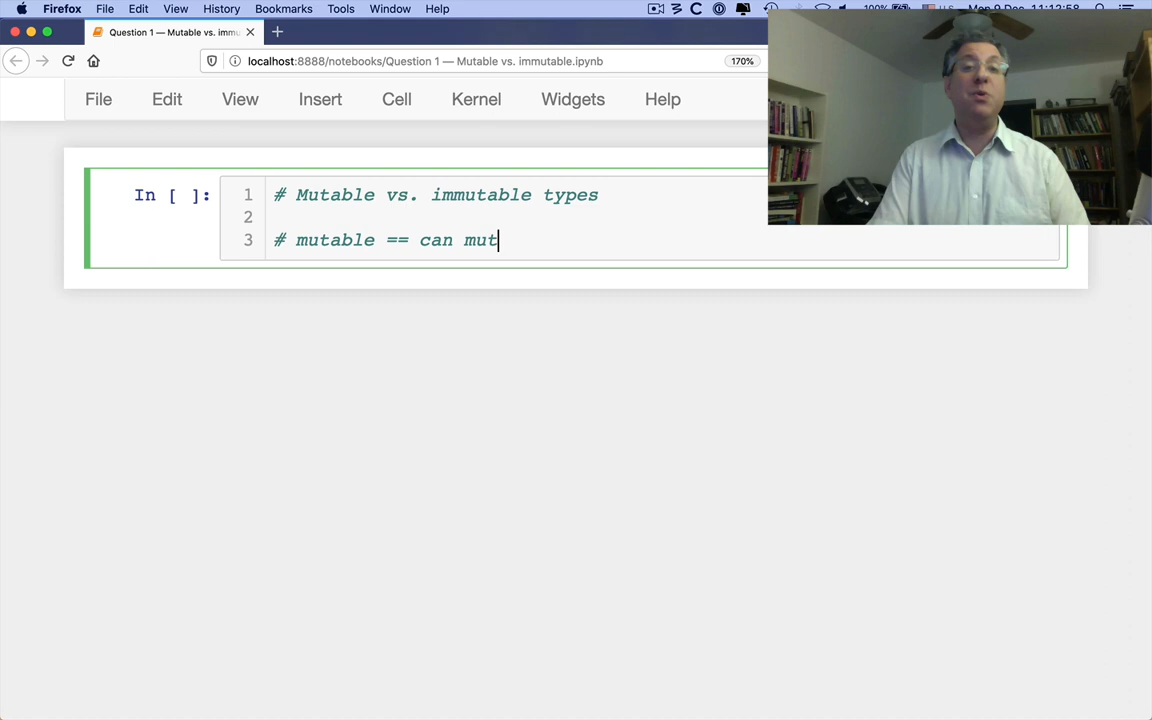 Firefox File Edit View History Bookmarks Tools Window Help
Question 1 — Mutable vs. immu
localhost:8888/notebooks/Question 1 — Mutable vs. immutable.ipynb 170%
File Edit View Insert Cell Kernel Widgets Help
In [ ]: 1 # Mutable vs. immutable types
2
3 # mutable == can mut